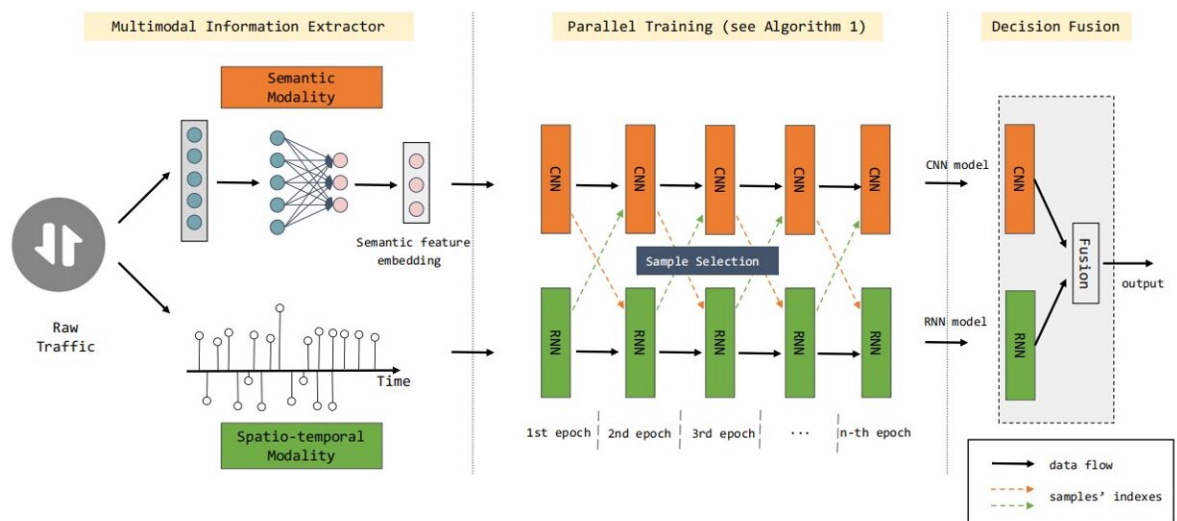 Multimodal Information Extractor
Parallel Training (see Algorithm 1)
Decision Fusion
Semantic
Modality
Semantic feature
embedding
Raw
Traffic
Time
Spatio-temporal
Modality
CNN
CNN
CNN
CNN
CNN
Sample Selection
RNN
RNN
RNN
RNN
RNN
1st epoch
2nd epoch
3rd epoch
...
n-th epoch
CNN model
RNN model
CNN
RNN
Fusion
output
data flow
samples' indexes